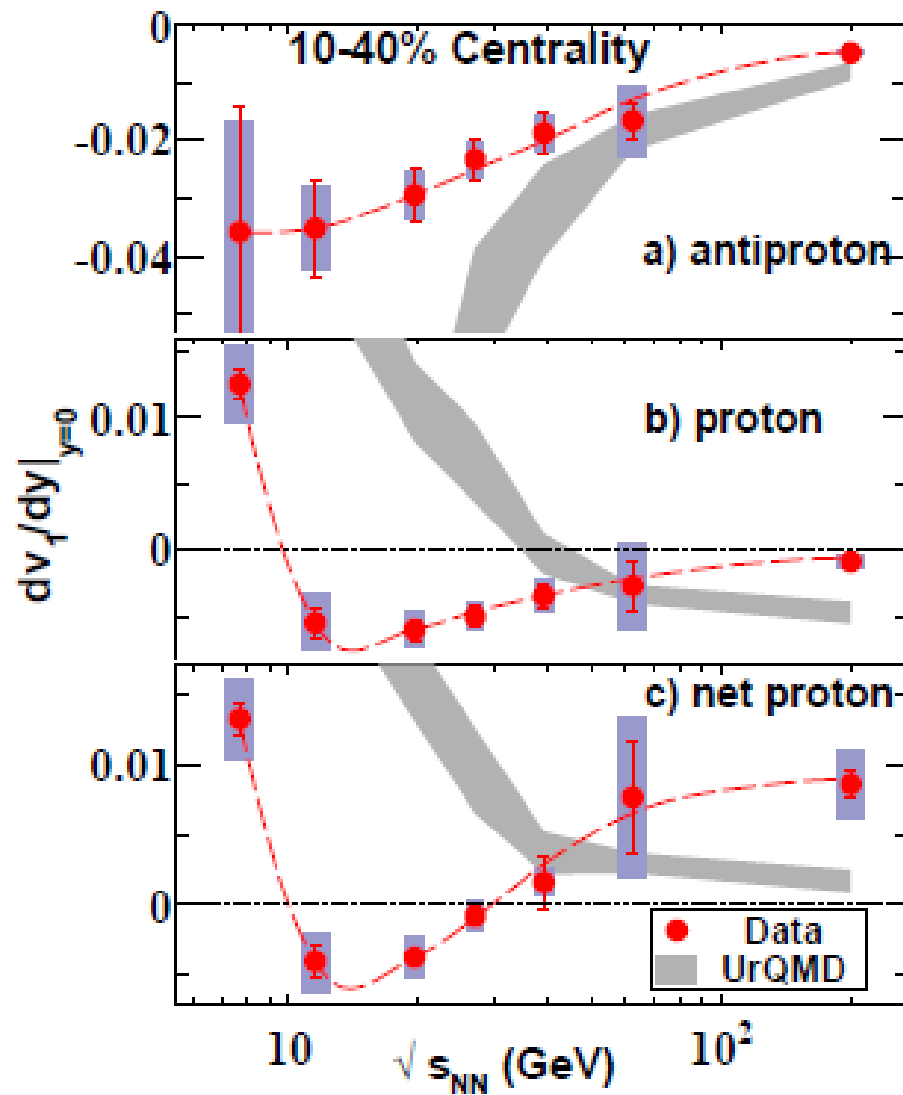 0
10-40% Centrality
-0.02
-0.04
a) antiproton
0.01
b) proton
0
dv₁/dy|y=0
c) net proton
0.01
0
Data
UrQMD
10
10²
√ sNN (GeV)